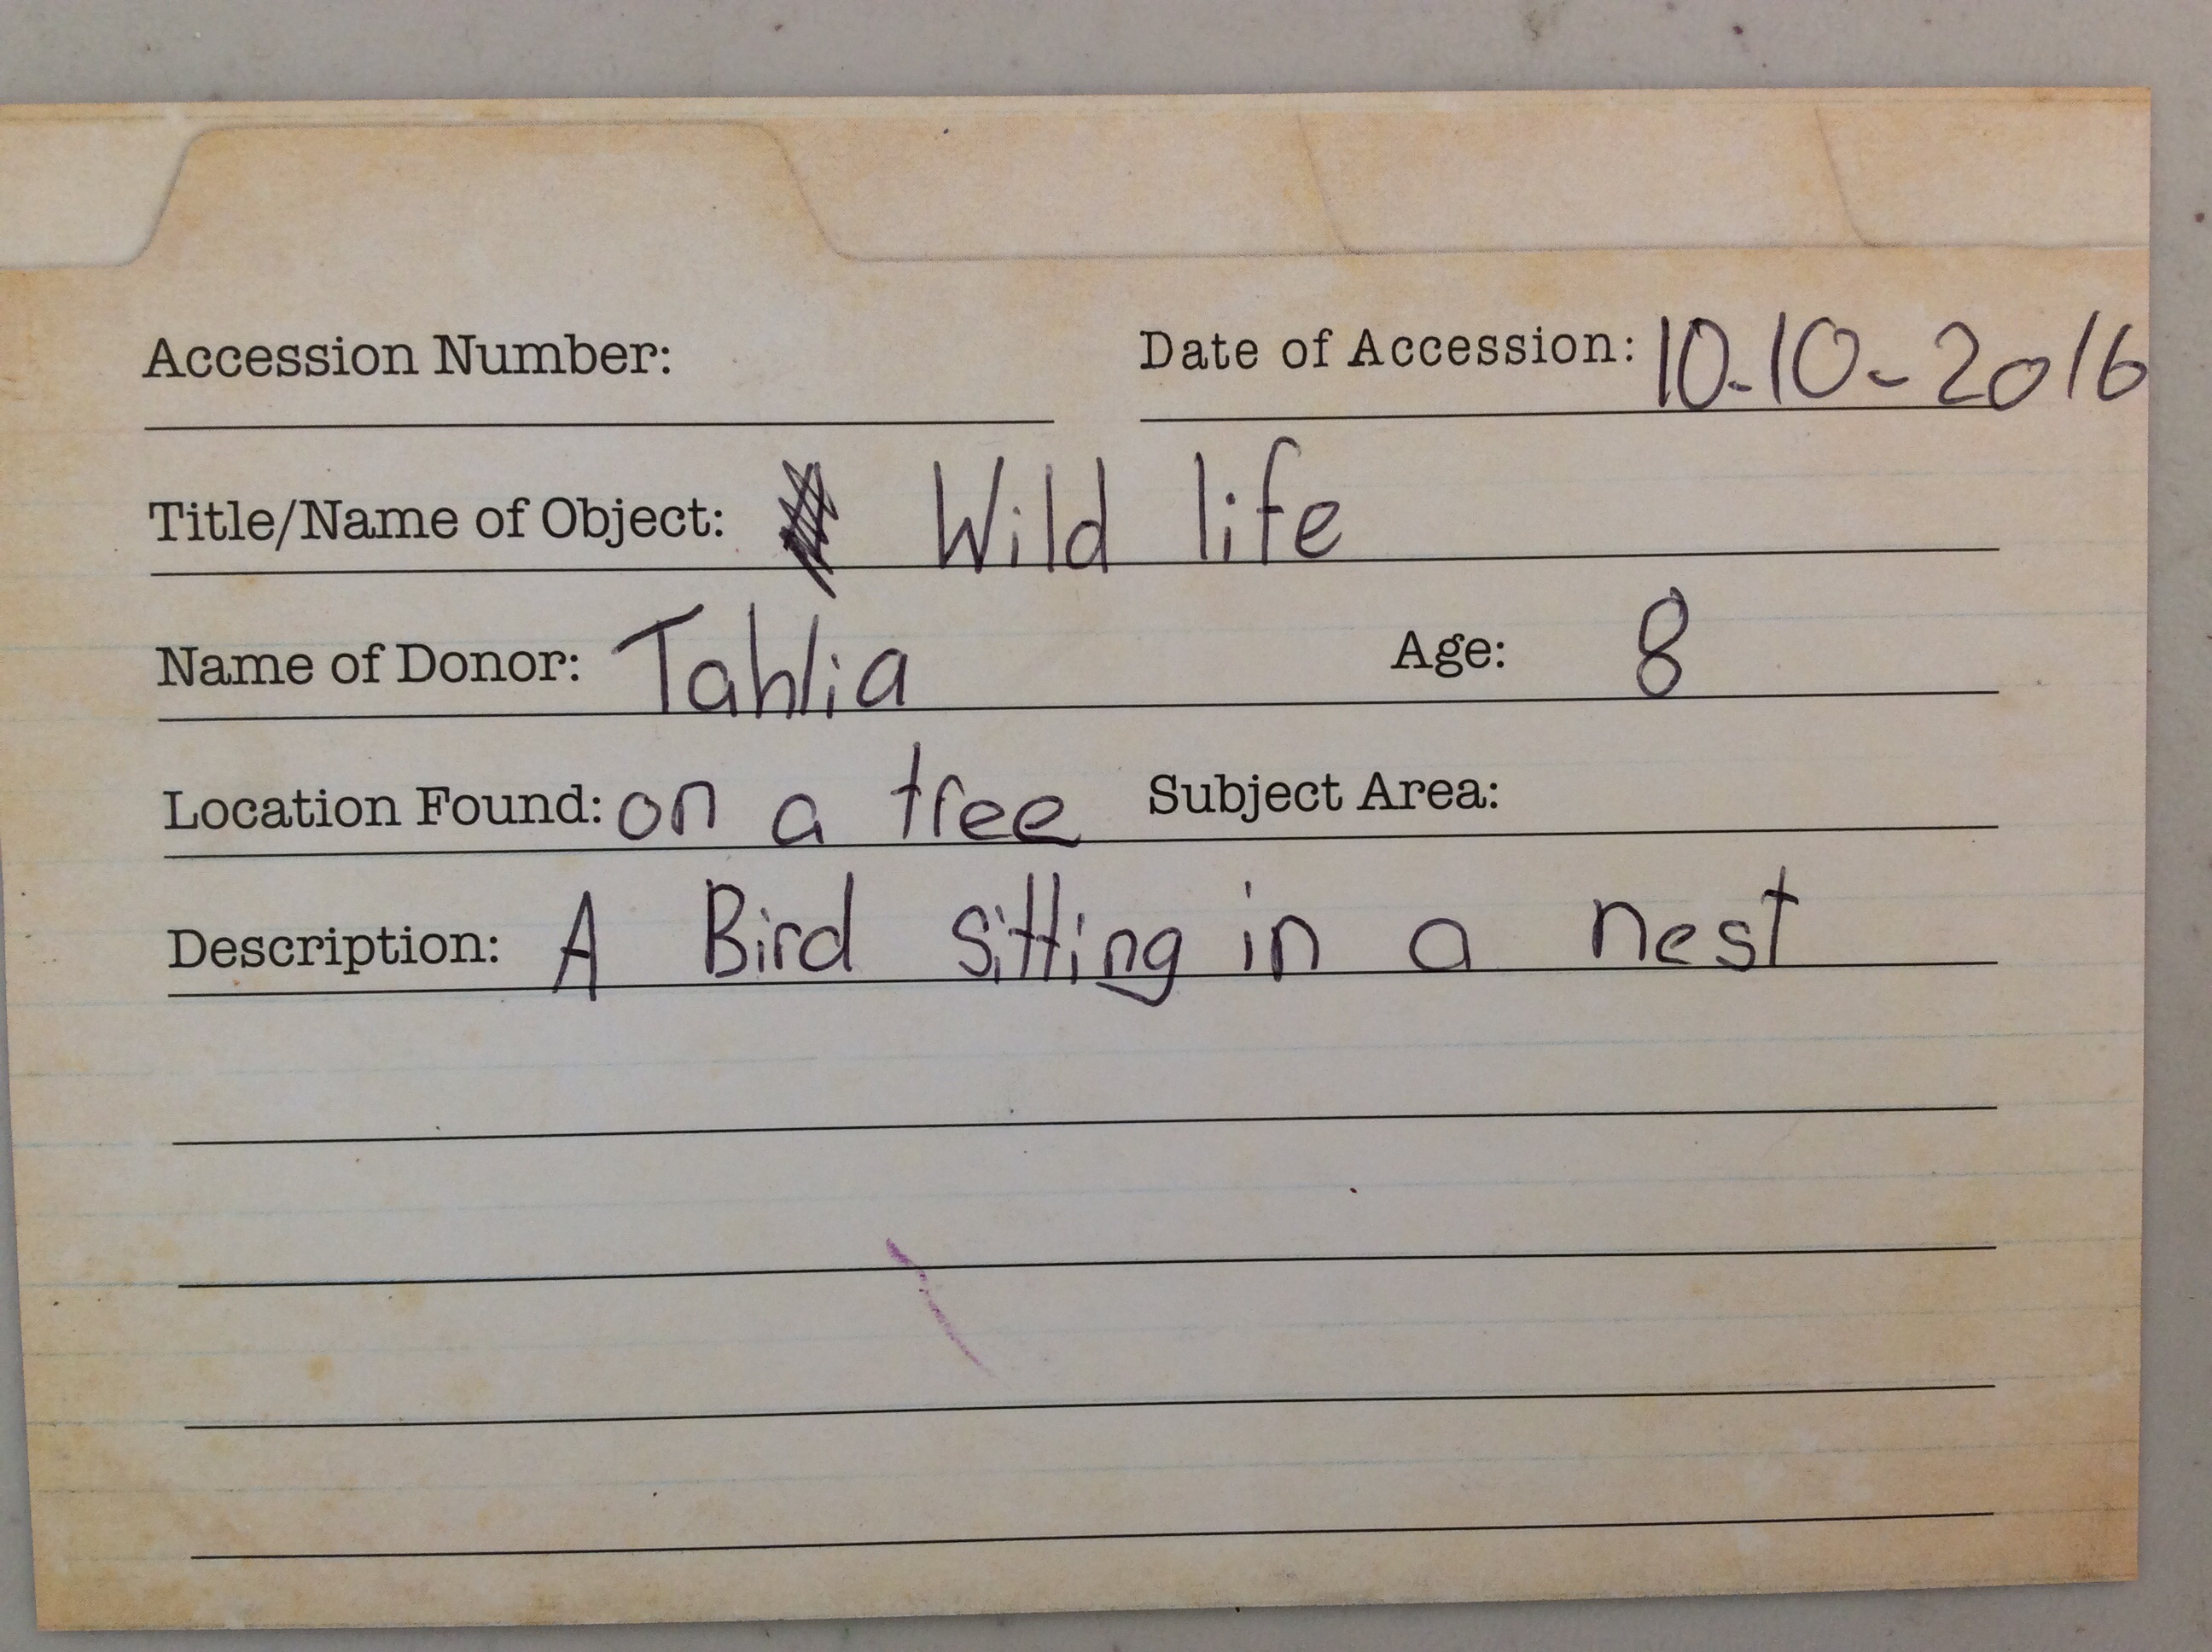 Accession Number: Date of Accession: 10-10-2016
Title/Name of Object: Wild life
Name of Donor: Tahlia Age: 8
Location Found: on a tree Subject Area:
Description: A Bird sitting in a nest